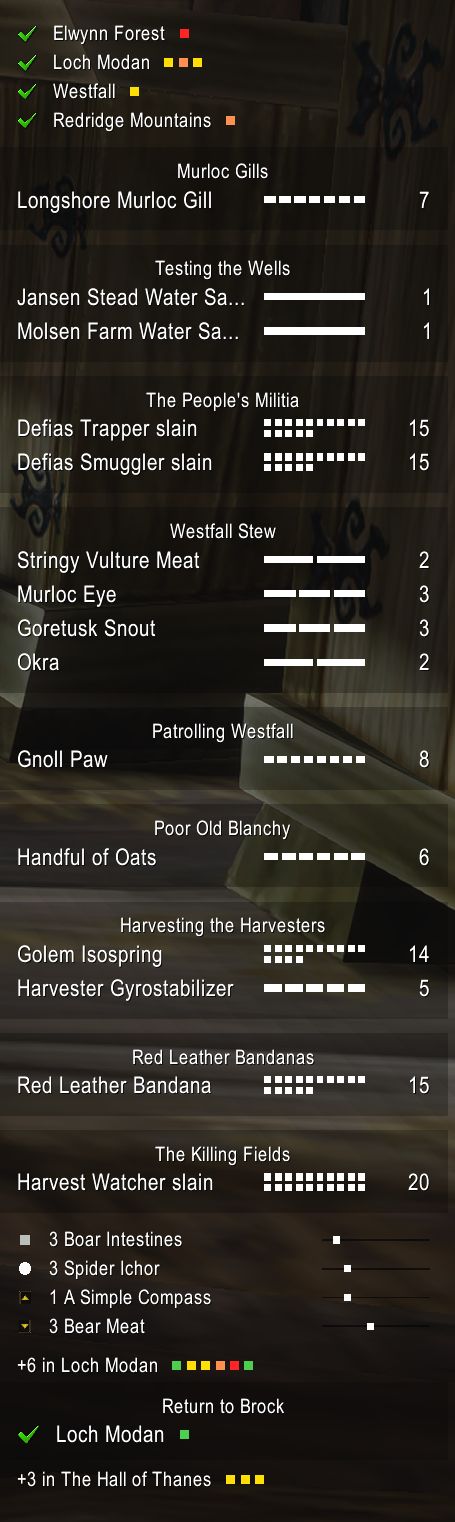 Elwynn Forest
Loch Modan
Westfall
Redridge Mountains
Murloc Gills
Longshore Murloc Gill 7
Testing the Wells
Jansen Stead Water Sa... 1
Molsen Farm Water Sa... 1
The People's Militia
Defias Trapper slain 15
Defias Smuggler slain 15
Westfall Stew
Stringy Vulture Meat 2
Murloc Eye 3
Goretusk Snout 3
Okra 2
Patrolling Westfall
Gnoll Paw 8
Poor Old Blanchy
Handful of Oats 6
Harvesting the Harvesters
Golem Isospring 14
Harvester Gyrostabilizer 5
Red Leather Bandanas
Red Leather Bandana 15
The Killing Fields
Harvest Watcher slain 20
3 Boar Intestines
3 Spider Ichor
1 A Simple Compass
3 Bear Meat
+6 in Loch Modan
Return to Brock
Loch Modan
+3 in The Hall of Thanes